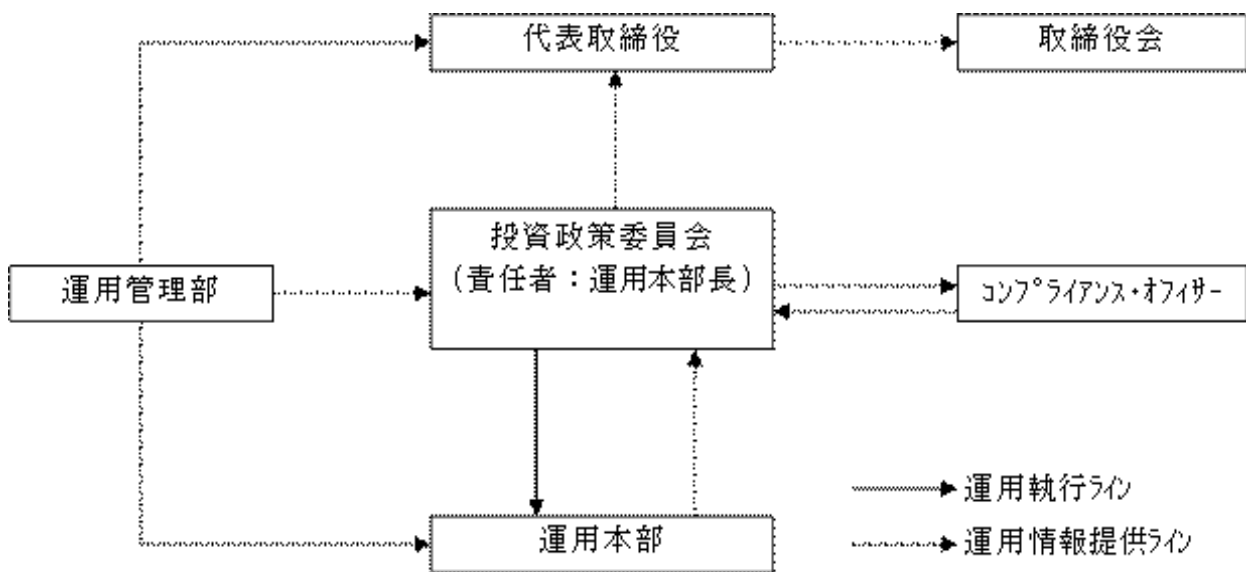 代表取締役
取締役会
投資政策委員会
(責任者：運用本部長)
運用管理部
ｺﾝﾌﾟﾗｲｱﾝｽ・ｵﾌｨｻｰ
運用執行ﾗｲﾝ
運用本部
運用情報提供ﾗｲﾝ